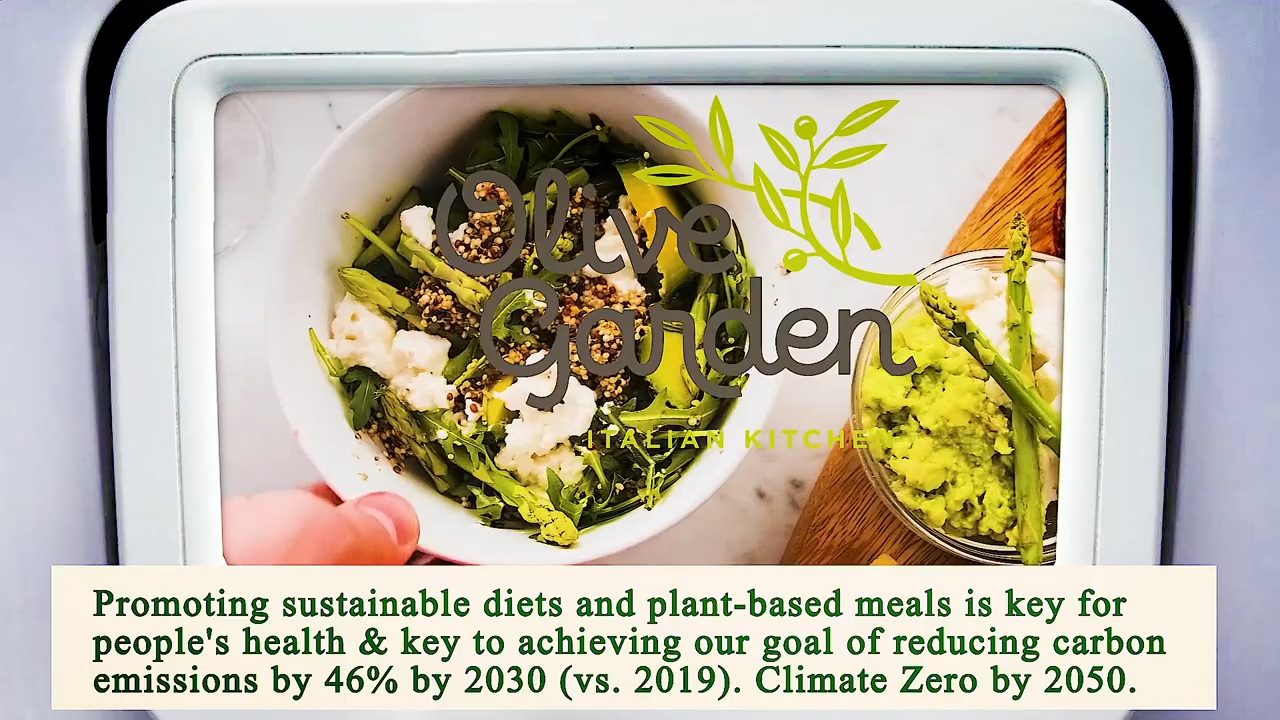 Olive
Garden
ITALIAN KITCHEN
Promoting sustainable diets and plant-based meals is key for
people's health & key to achieving our goal of reducing carbon
emissions by 46% by 2030 (vs. 2019). Climate Zero by 2050.